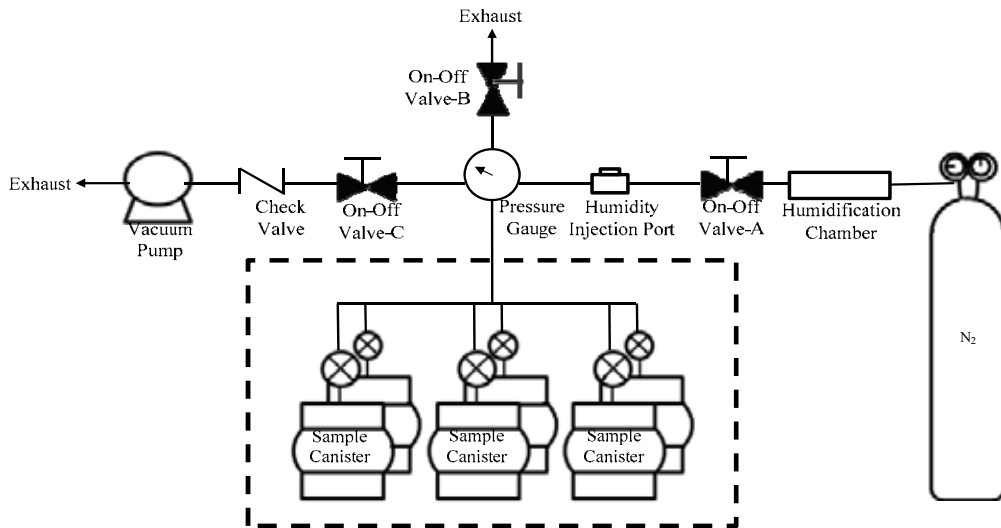 Exhaust
On-Off
Valve-B
Exhaust
Vacuum
Pump
Check
Valve
On-Off
Valve-C
Pressure
Gauge
Humidity
Injection Port
On-Off
Valve-A
Humidification
Chamber
N2
Sample
Canister
Sample
Canister
Sample
Canister